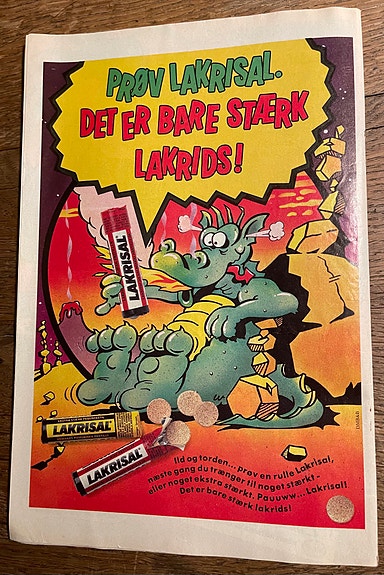 PRØV LAKRISAL.
DET ER BARE STÆRK
LAKRIDS!
LAKRISAL
LAKRISAL
LAKRISAL
Ild og torden... prøv en rulle Lakrisal,
næste gang du trænger til noget stærkt -
eller noget ekstra stærkt. Pauuww... Lakrisal!
Det er bare stærk lakrids!